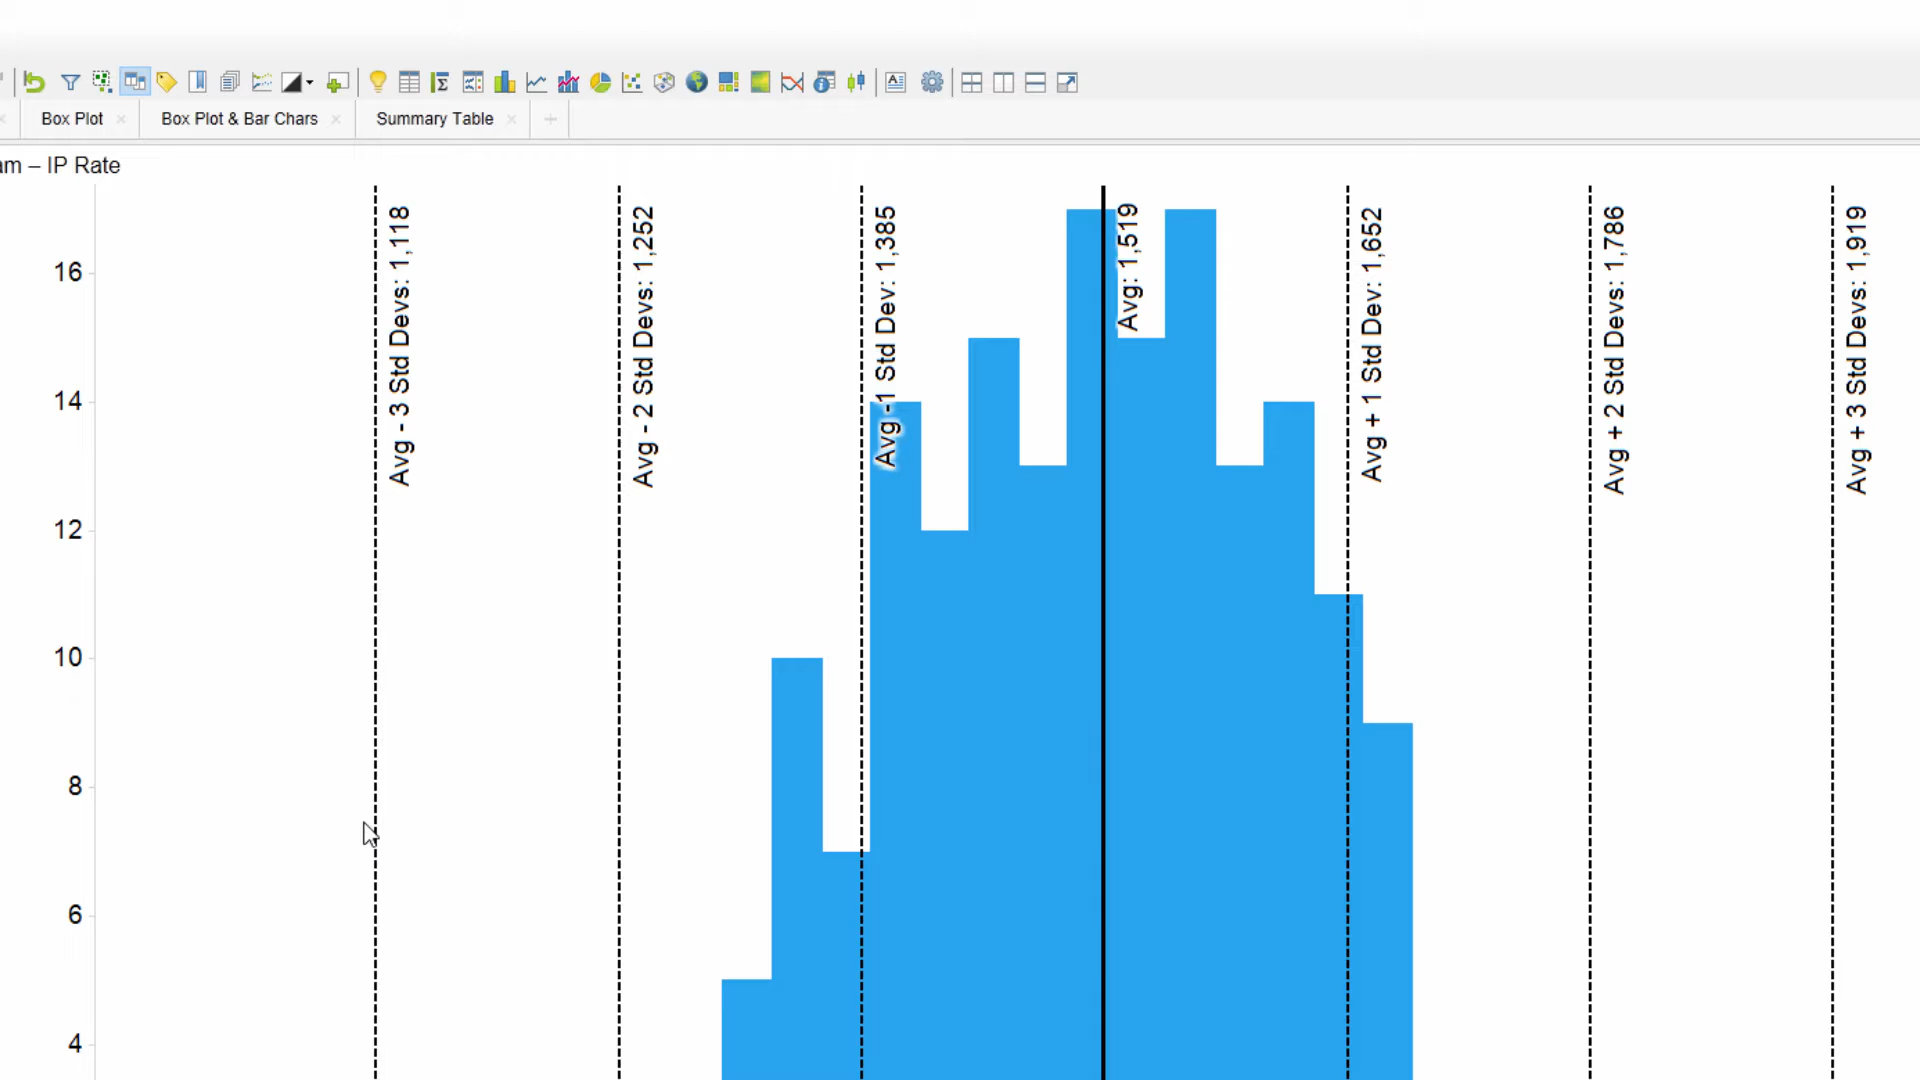 Box Plot
Box Plot & Bar Chars
Summary Table
am – IP Rate
Avg - 3 Std Devs: 1,118
Avg - 2 Std Devs: 1,252
Avg -1 Std Dev: 1,385
Avg: 1,519
Avg + 1 Std Dev: 1,652
Avg + 2 Std Devs: 1,786
Avg + 3 Std Devs: 1,919
16
14
12
10
8
6
4